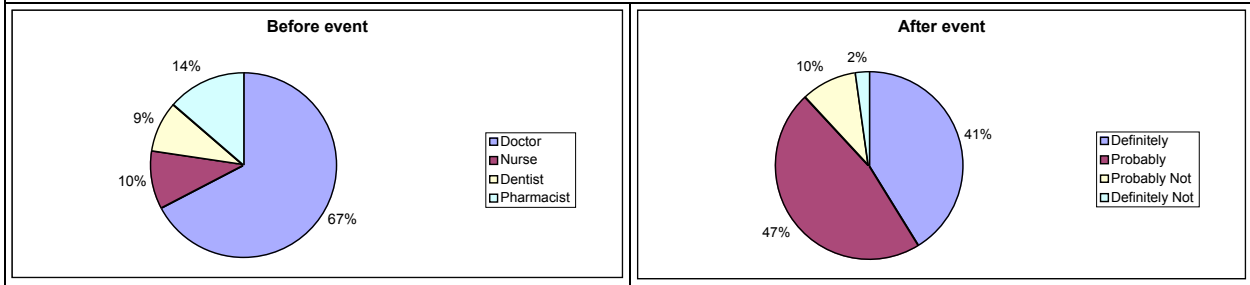 Before event
14%
9%
10%
67%
Doctor
Nurse
Dentist
Pharmacist
After event
2%
10%
41%
47%
Definitely
Probably
Probably Not
Definitely Not